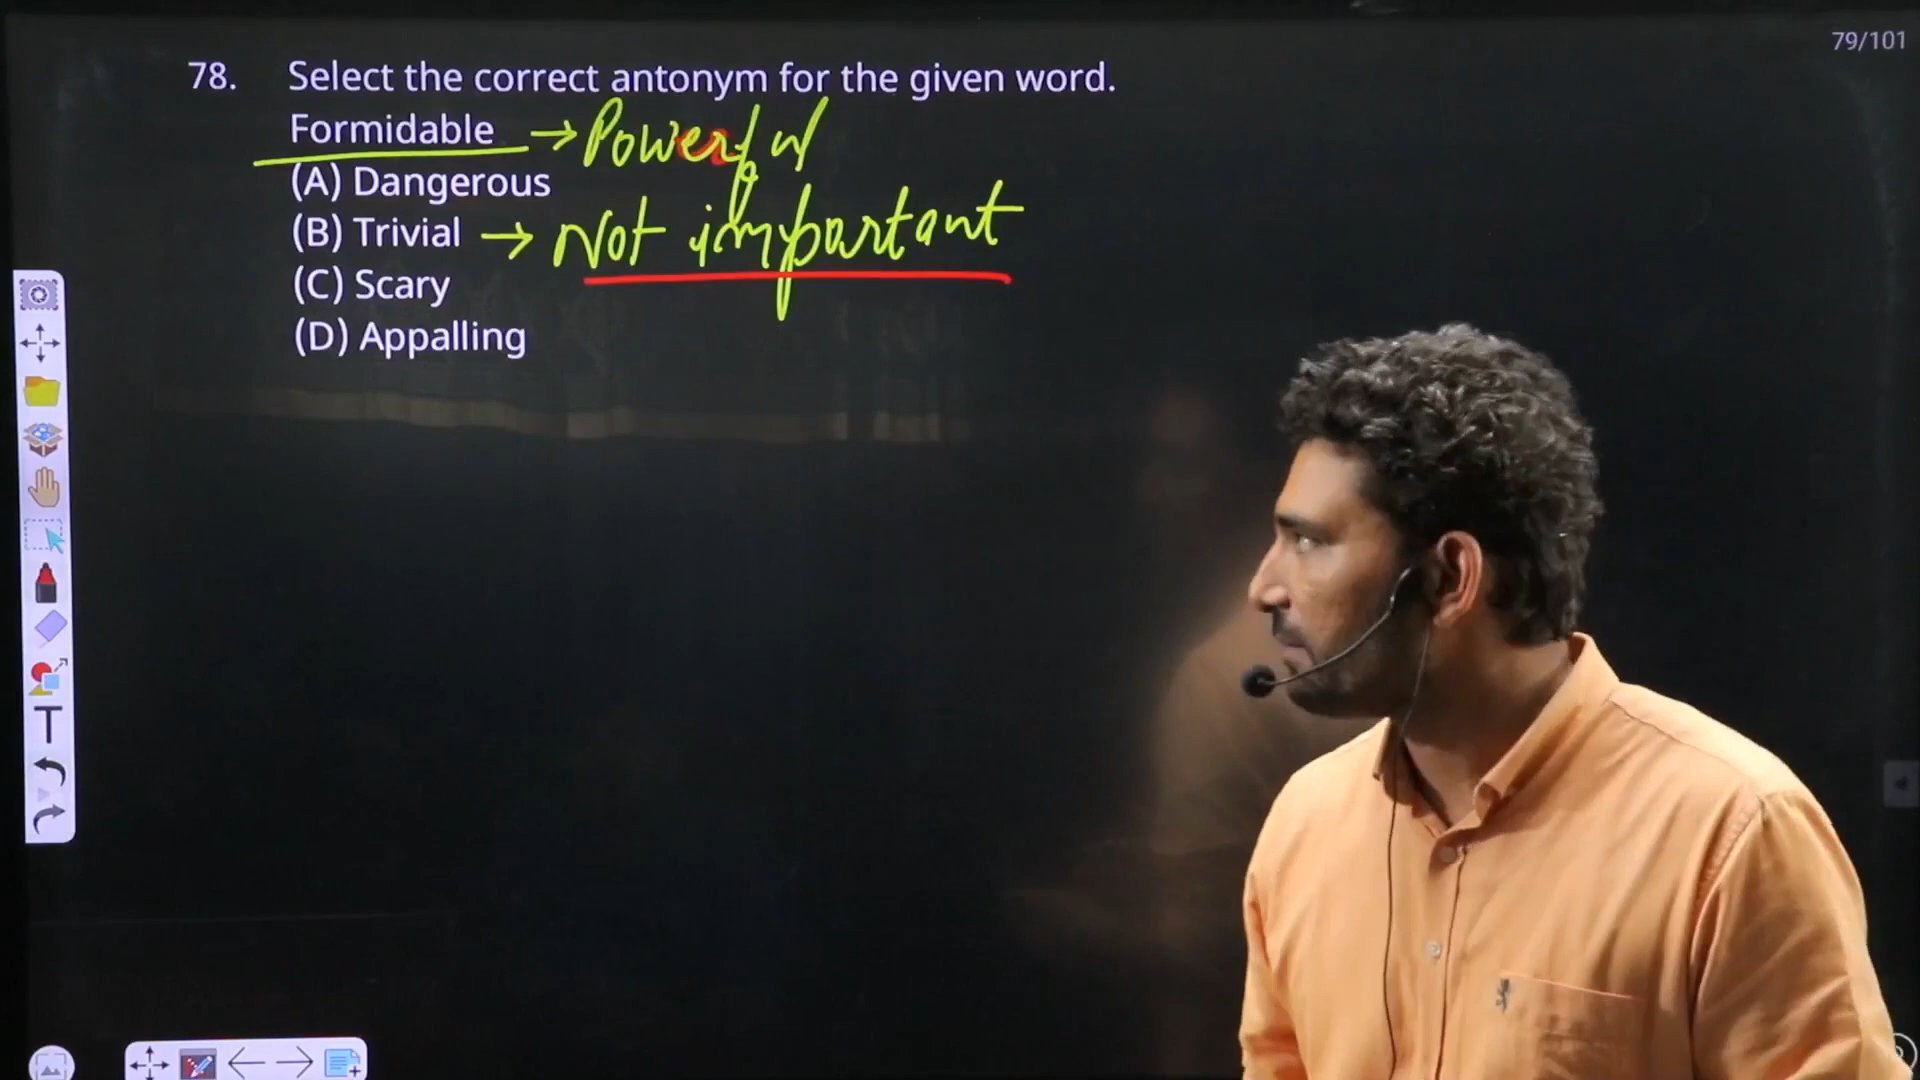 79/101
78. Select the correct antonym for the given word.
Formidable → Powerful
(A) Dangerous
(B) Trivial → Not important
(C) Scary
(D) Appalling
T